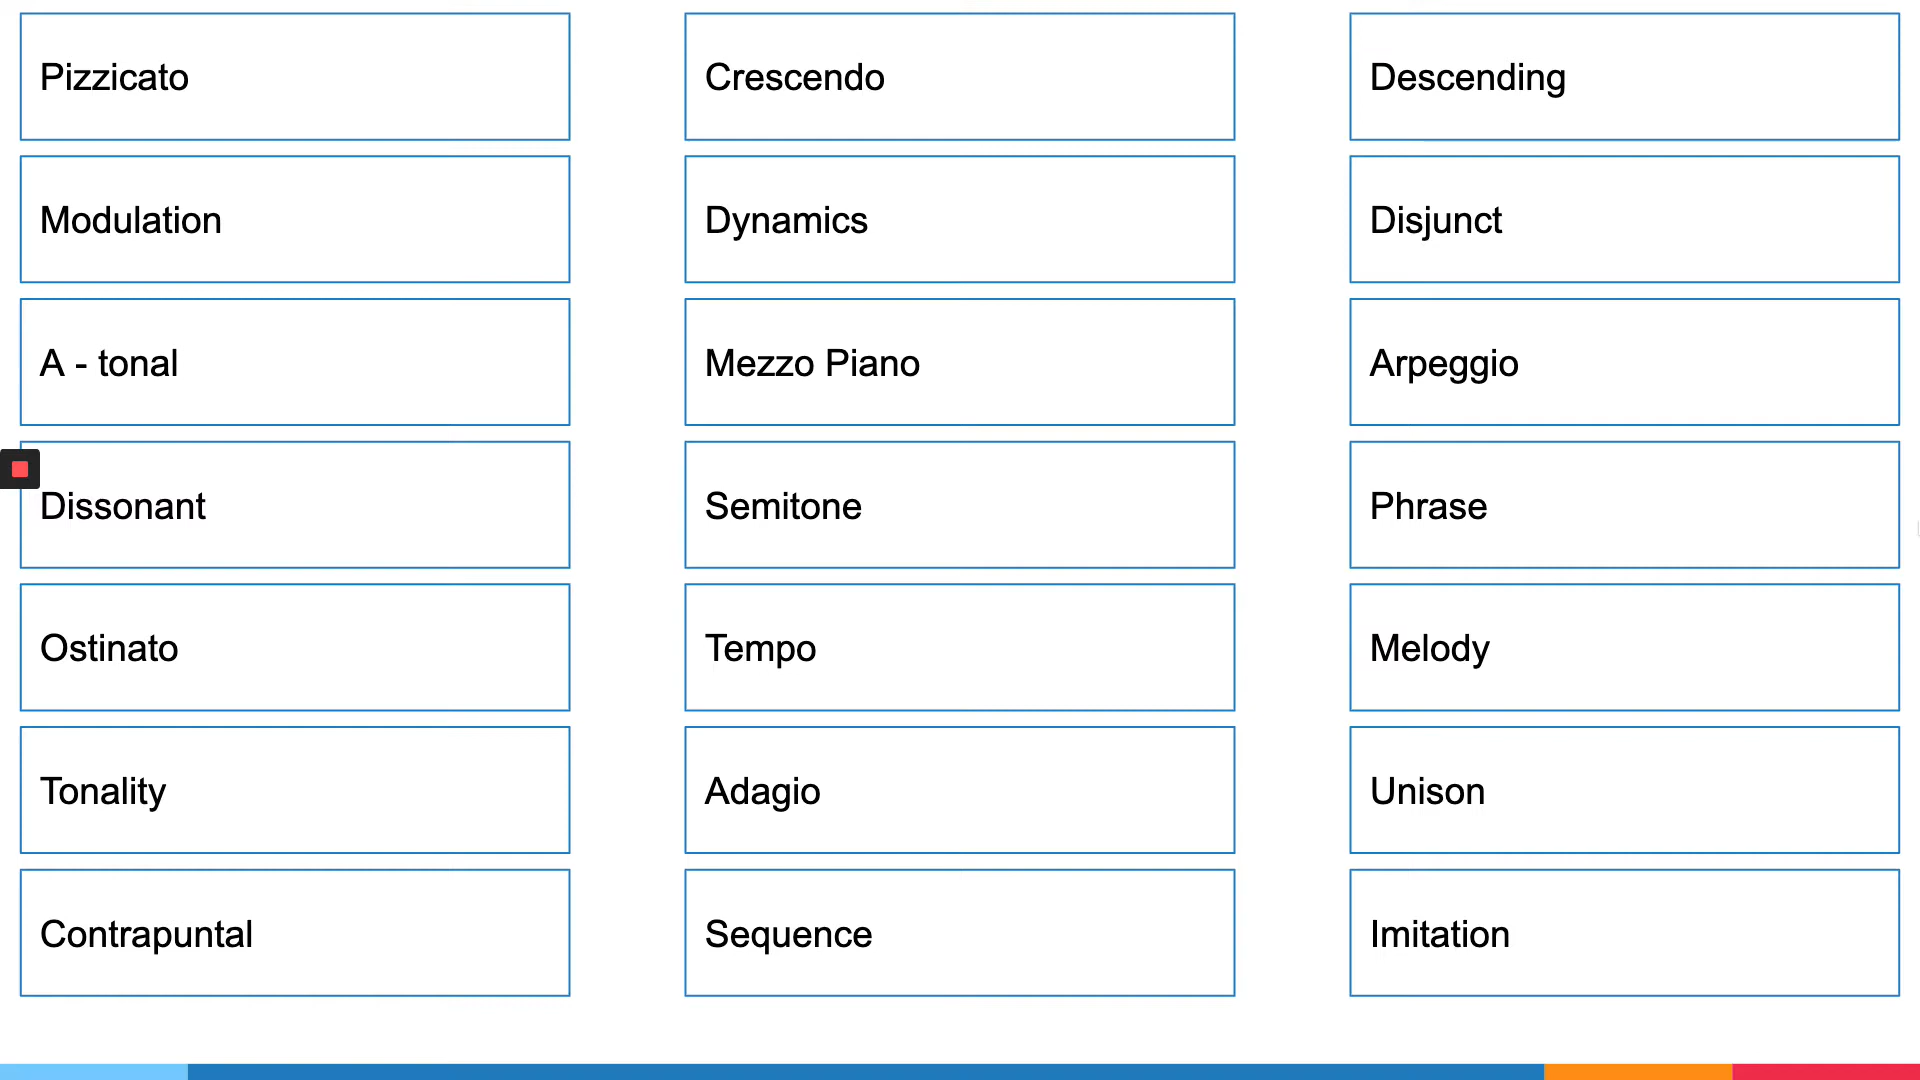 Pizzicato
Crescendo
Descending
Modulation
Dynamics
Disjunct
A - tonal
Mezzo Piano
Arpeggio
Dissonant
Semitone
Phrase
Ostinato
Tempo
Melody
Tonality
Adagio
Unison
Contrapuntal
Sequence
Imitation